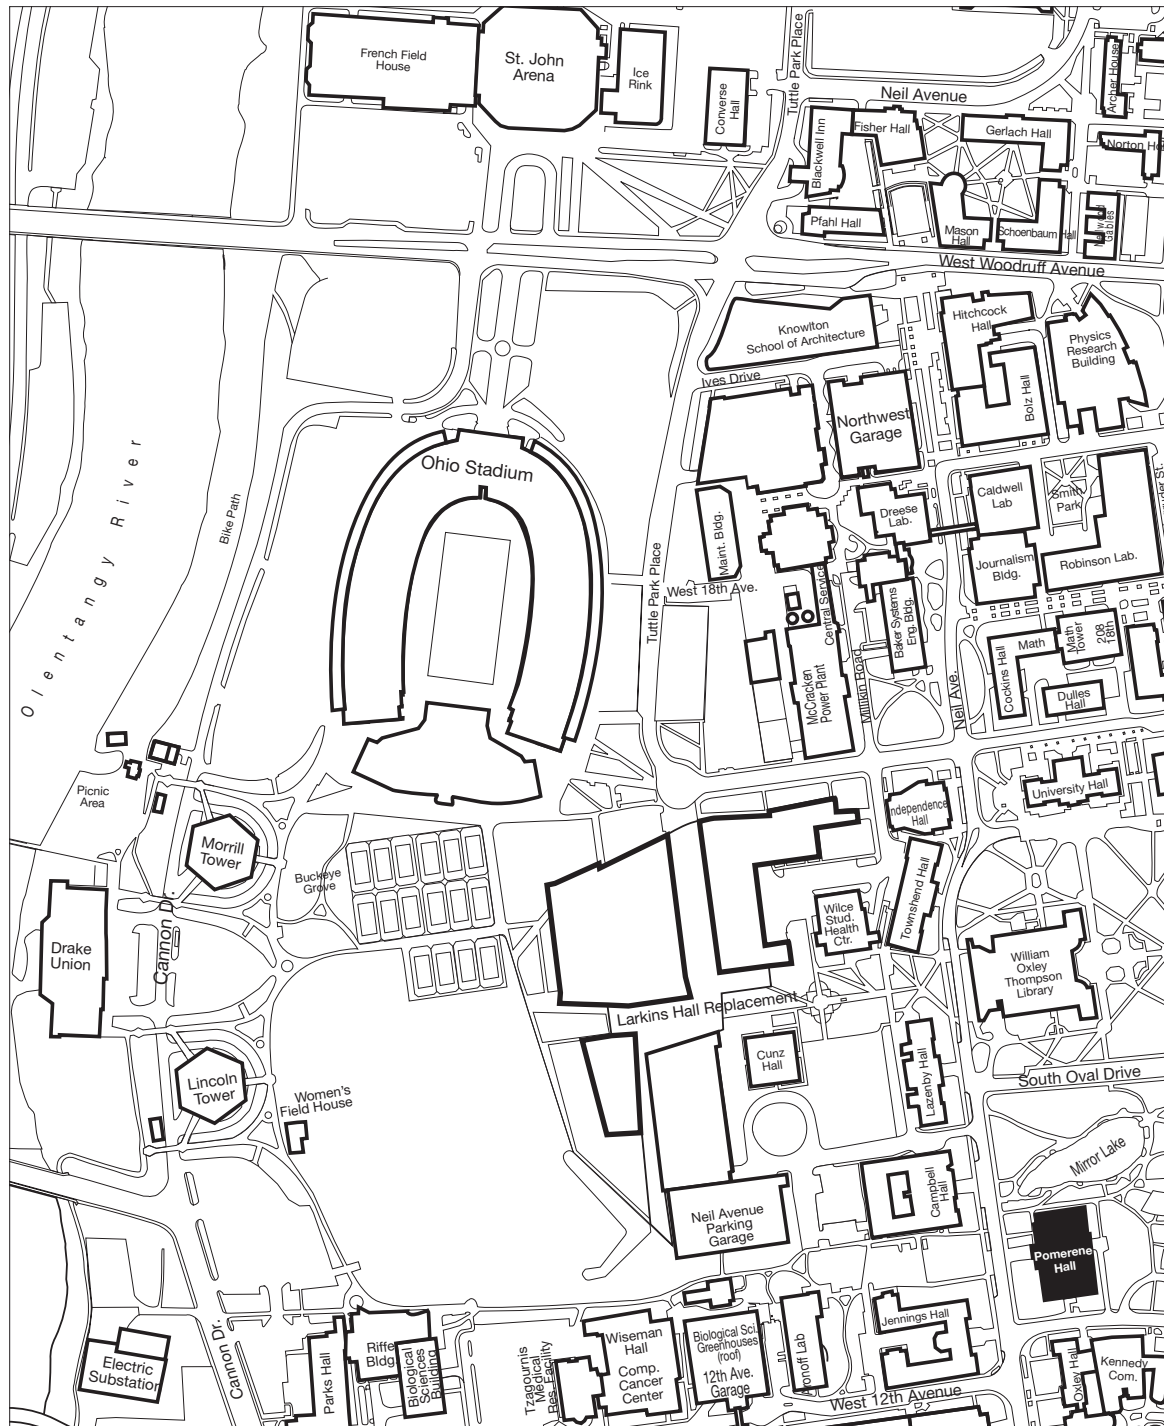 French Field
House
St. John
Arena
Ice
Rink
Converse
Hall
Tuttle Park Place
Neil Avenue
Archer House
Blackwell Inn
Fisher Hall
Gerlach Hall
Pfahl Hall
Mason
Hall
Schoenbaum Hall
Gables
West Woodruff Avenue
Knowlton
School of Architecture
Hitchcock
Hall
Physics
Research
Building
Ives Drive
Bolz Hall
Northwest
Garage
Ohio Stadium
Olentangy River
Bike Path
Caldwell
Lab
Smith
Park
Dreese
Lab.
Maint. Bldg.
Journalism
Bldg.
Robinson Lab.
West 18th Ave.
Tuttle Park Place
Central Service
Baker Systems
Eng. Bldg.
Math
Math
Tower
208
18th
Cockins Hall
Dulles
Hall
McCracken
Power Plant
Millikin Road
Neil Ave.
Picnic
Area
University Hall
Independence
Hall
Morrill
Tower
Buckeye
Grove
Townshend Hall
Wilce
Stud.
Health
Ctr.
Drake
Union
Cannon D.
William
Oxley
Thompson
Library
Larkins Hall Replacement
Cunz
Hall
Lazenby Hall
South Oval Drive
Lincoln
Tower
Women's
Field House
Mirror Lake
Campbell
Hall
Neil Avenue
Parking
Garage
Pomerene
Hall
Cannon Dr.
Electric
Substation
Parks Hall
Riffe
Bldg.
Biological
Sciences
Building
Tzagournis
Medical
Res. Facility
Wiseman
Hall
Comp.
Cancer
Center
Biological Sci.
Greenhouses
(roof)
12th Ave.
Garage
Aronoff Lab
Jennings Hall
West 12th Avenue
Oxley Hall
Kennedy
Com.